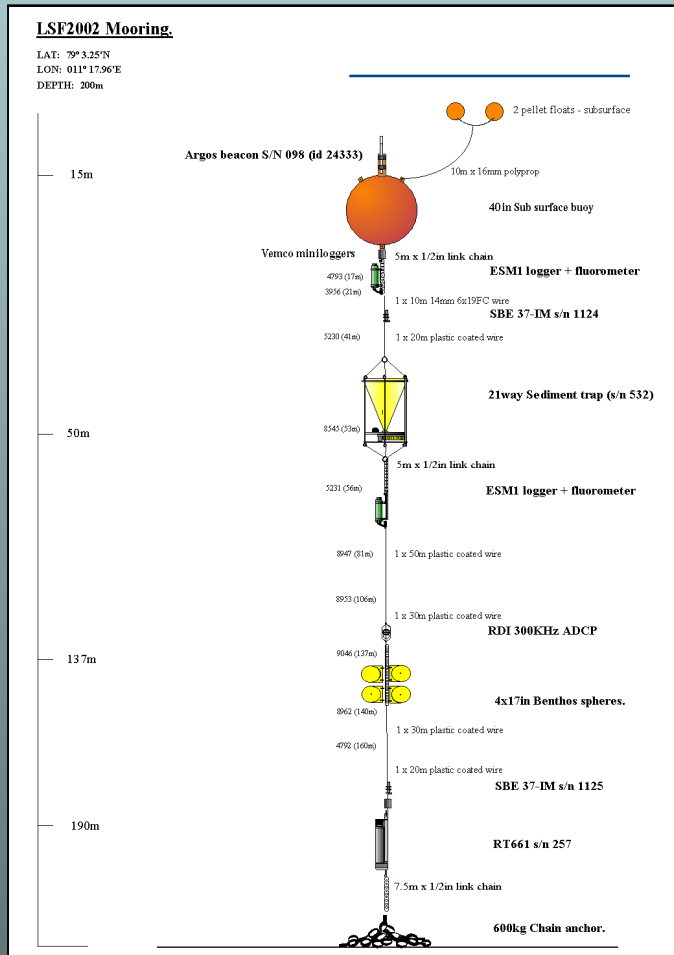 LSF2002 Mooring.
LAT: 79° 3.25'N
LON: 011° 17.96'E
DEPTH: 200m
2 pellet floats - subsurface
Argos beacon S/N 098 (id 24333)
10m x 16mm polyprop
15m
40in Sub surface buoy
Vemco miniloggers
5m x 1/2in link chain
ESM1 logger + fluorometer
4793 (17m)
3956 (21m)
1 x 10m 14mm 6x19FC wire
SBE 37-IM s/n 1124
5230 (41m)
1 x 20m plastic coated wire
21way Sediment trap (s/n 532)
8545 (53m)
50m
5m x 1/2in link chain
5231 (56m)
ESM1 logger + fluorometer
8947 (81m)
1 x 50m plastic coated wire
8953 (106m)
1 x 30m plastic coated wire
RDI 300KHz ADCP
9046 (137m)
137m
4x17in Benthos spheres.
8962 (140m)
1 x 30m plastic coated wire
4792 (160m)
1 x 20m plastic coated wire
SBE 37-IM s/n 1125
190m
RT661 s/n 257
7.5m x 1/2in link chain
600kg Chain anchor.